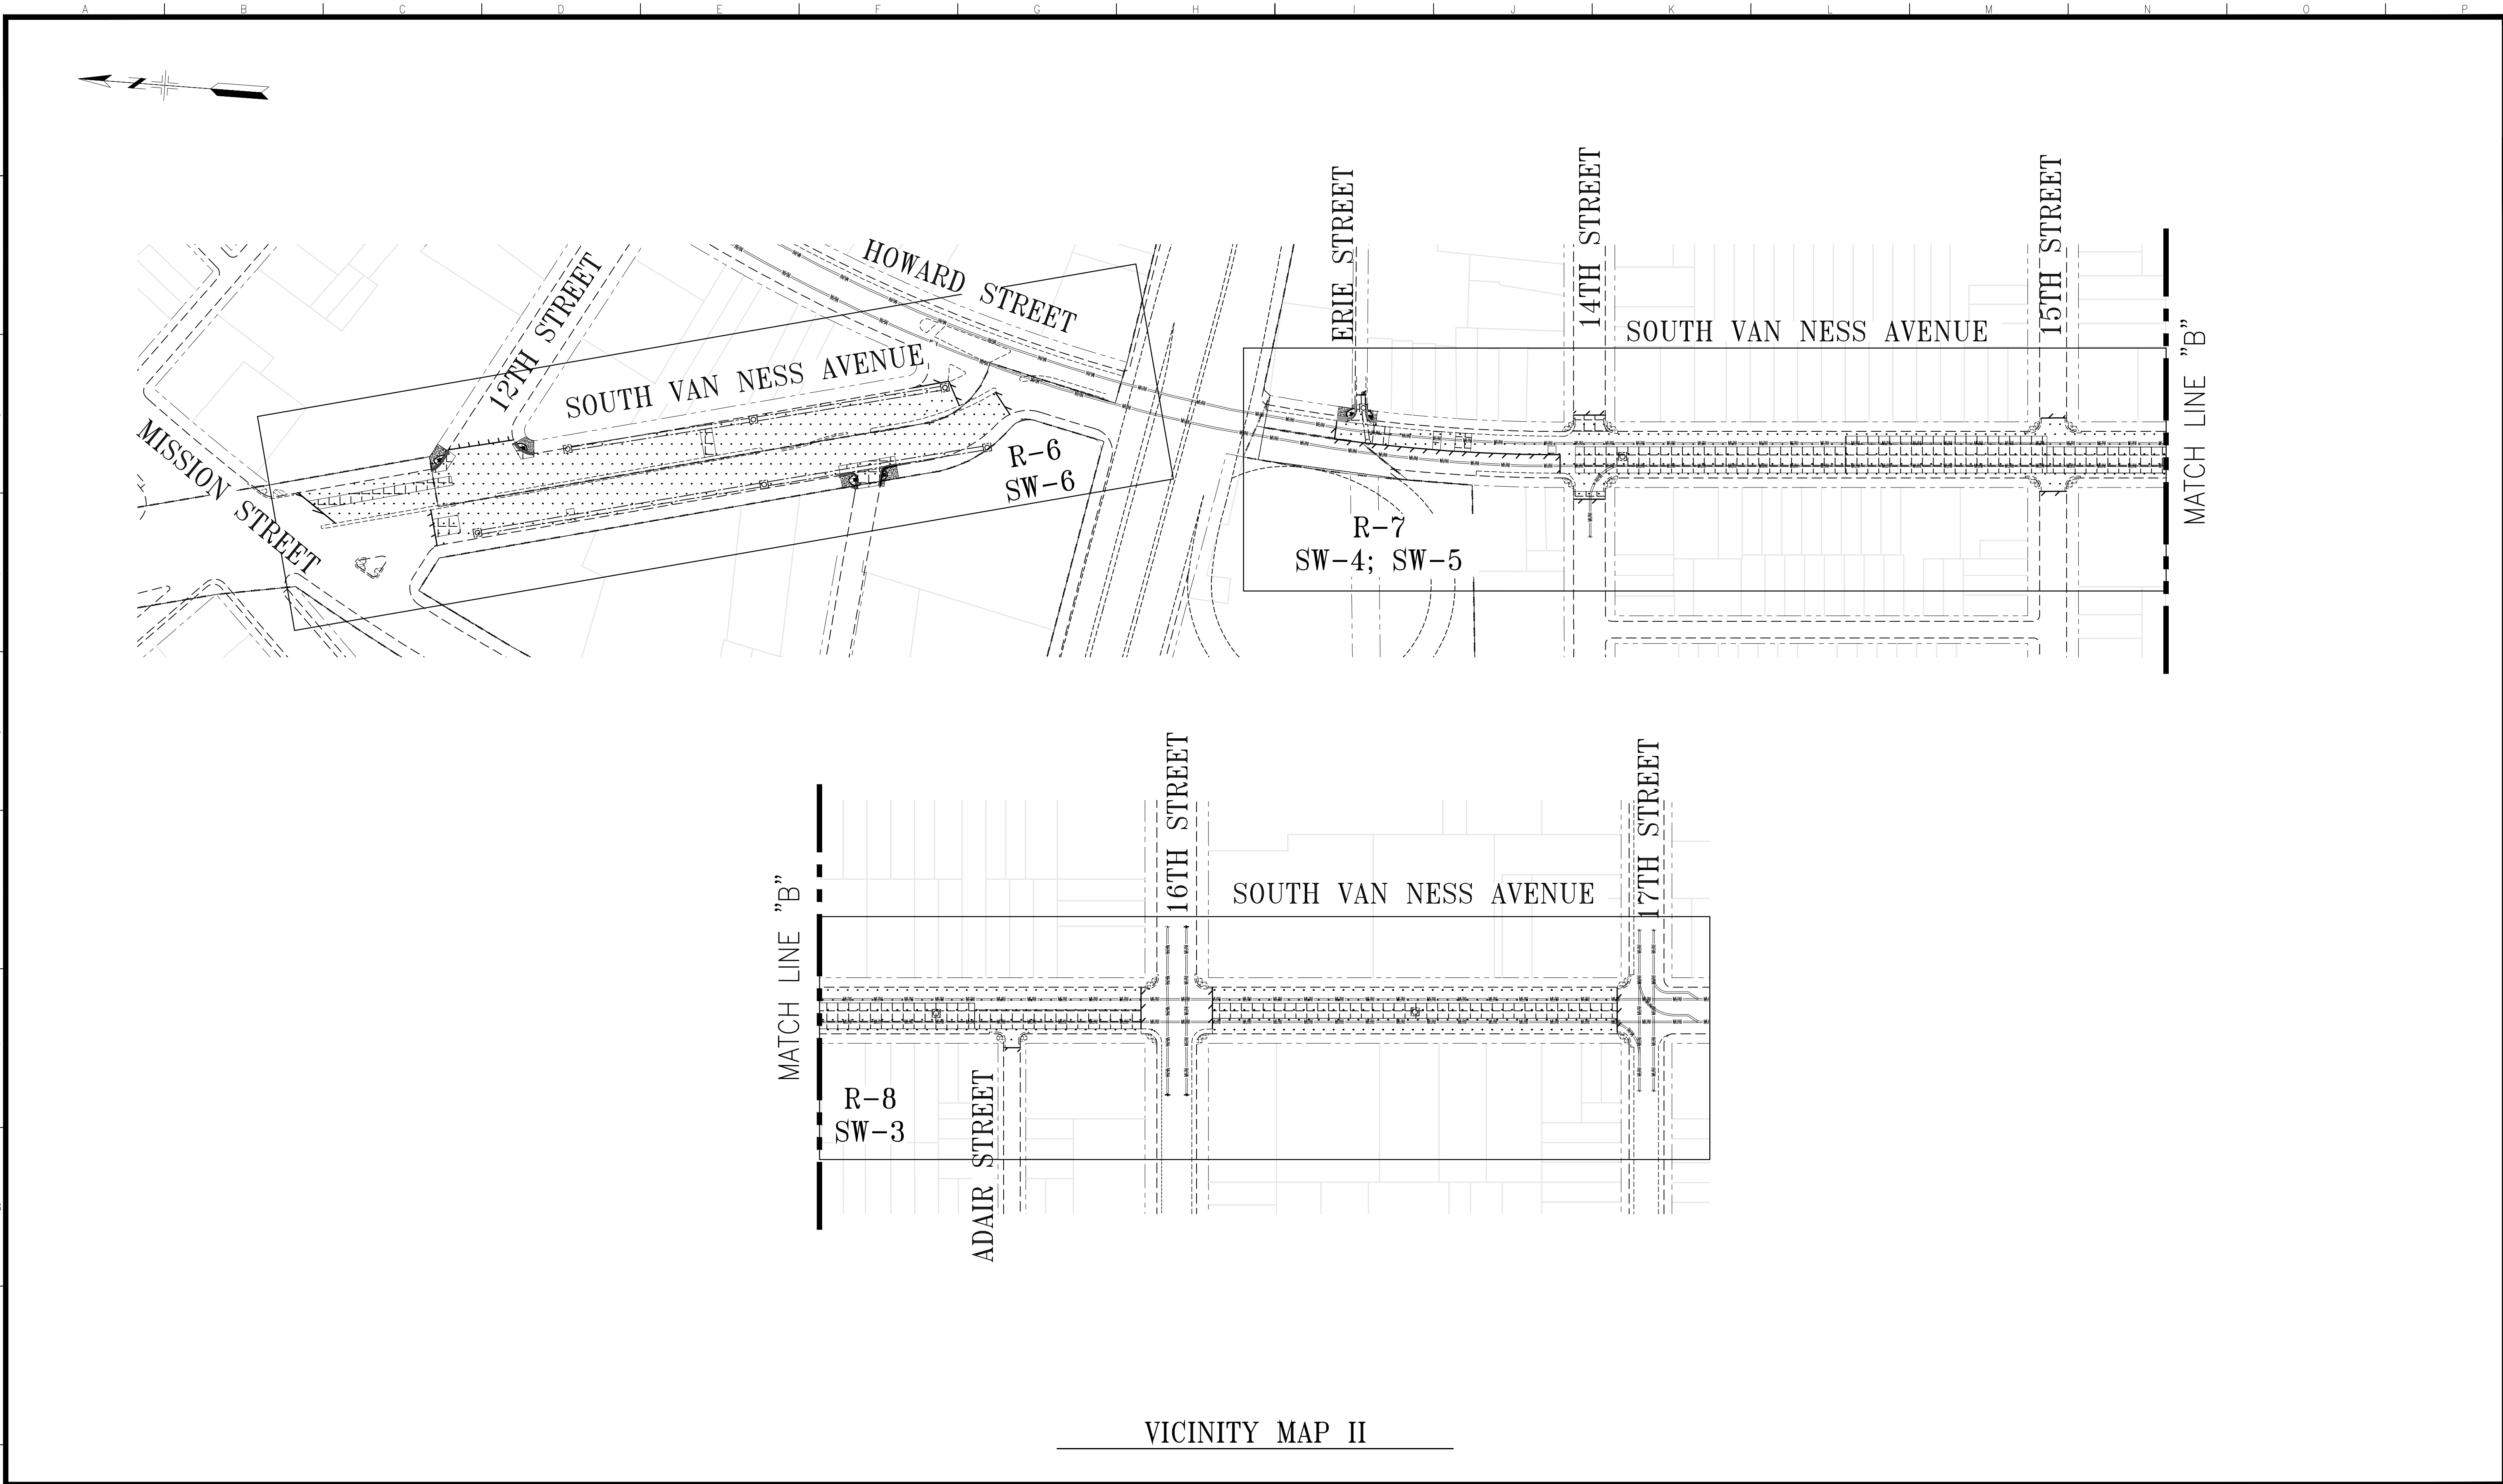 A
B
C
D
E
F
G
H
I
J
K
L
M
N
O
P
MISSION STREET
12TH STREET
SOUTH VAN NESS AVENUE
HOWARD STREET
R-6
SW-6
ERIE STREET
14TH STREET
SOUTH VAN NESS AVENUE
15TH STREET
R-7
SW-4; SW-5
MATCH LINE "B"
MATCH LINE "B"
16TH STREET
SOUTH VAN NESS AVENUE
17TH STREET
R-8
SW-3
ADAIR STREET
VICINITY MAP II